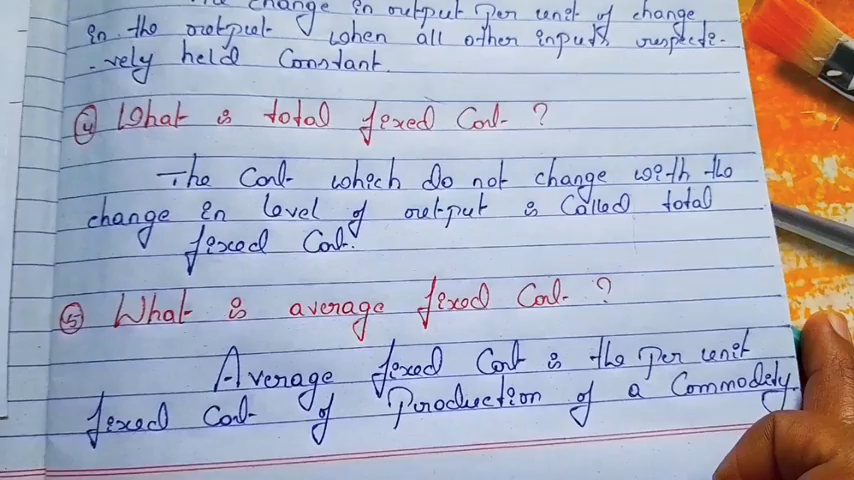 The change in output per unit of change
in the output when all other inputs respecti-
-vely held Constant.
(4) What is total fixed Cost ?
The Cost which do not change with the
change in level of output is Called total
fixed Cost.
(5) What is average fixed Cost ?
Average fixed Cost is the per unit
fixed Cost of Production of a Commodity.